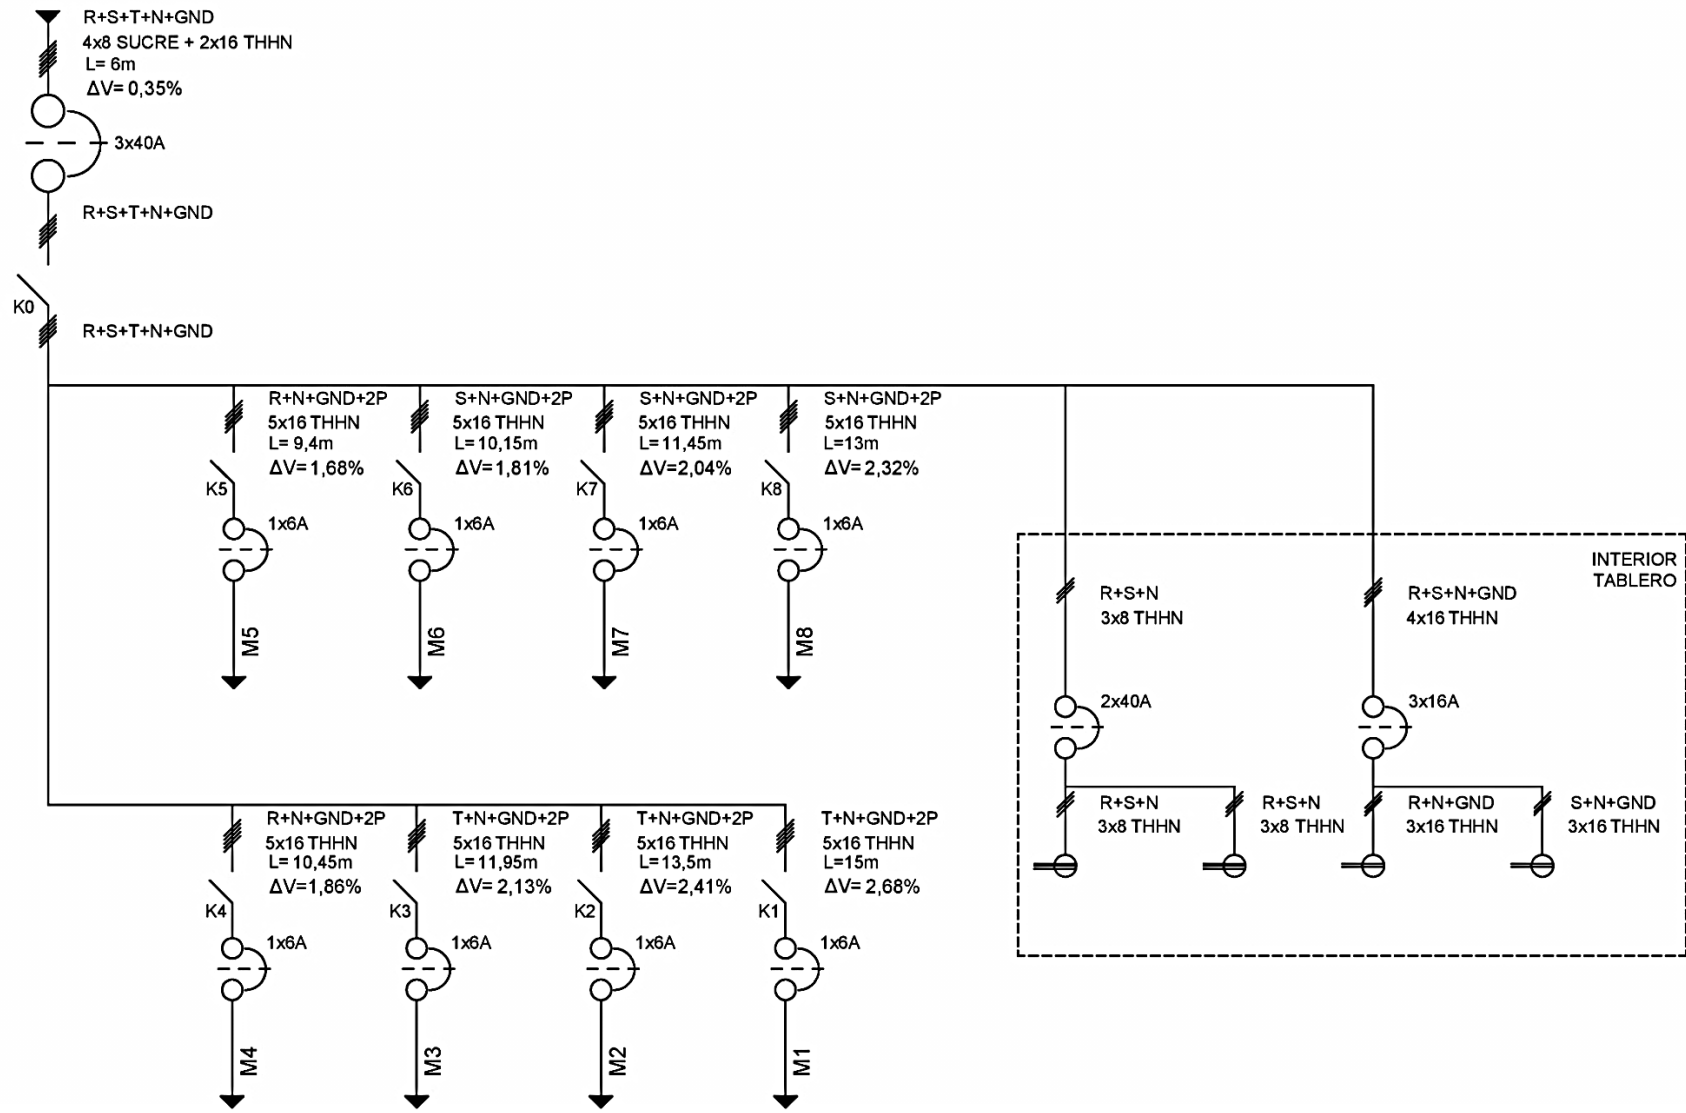 R+S+T+N+GND
4x8 SUCRE + 2x16 THHN
L= 6m
ΔV= 0,35%
3x40A
R+S+T+N+GND
K0
R+S+T+N+GND
R+N+GND+2P
5x16 THHN
L= 9,4m
ΔV=1,68%
K5
1x6A
M5
S+N+GND+2P
5x16 THHN
L= 10,15m
ΔV=1,81%
K6
1x6A
M6
S+N+GND+2P
5x16 THHN
L= 11,45m
ΔV=2,04%
K7
1x6A
M7
S+N+GND+2P
5x16 THHN
L=13m
ΔV= 2,32%
K8
1x6A
M8
INTERIOR
TABLERO
R+S+N
3x8 THHN
2x40A
R+S+N
3x8 THHN
R+S+N
3x8 THHN
R+S+N+GND
4x16 THHN
3x16A
R+N+GND
3x16 THHN
S+N+GND
3x16 THHN
R+N+GND+2P
5x16 THHN
L= 10,45m
ΔV=1,86%
K4
1x6A
M4
T+N+GND+2P
5x16 THHN
L= 11,95m
ΔV= 2,13%
K3
1x6A
M3
T+N+GND+2P
5x16 THHN
L= 13,5m
ΔV=2,41%
K2
1x6A
M2
T+N+GND+2P
5x16 THHN
L=15m
ΔV= 2,68%
K1
1x6A
M1